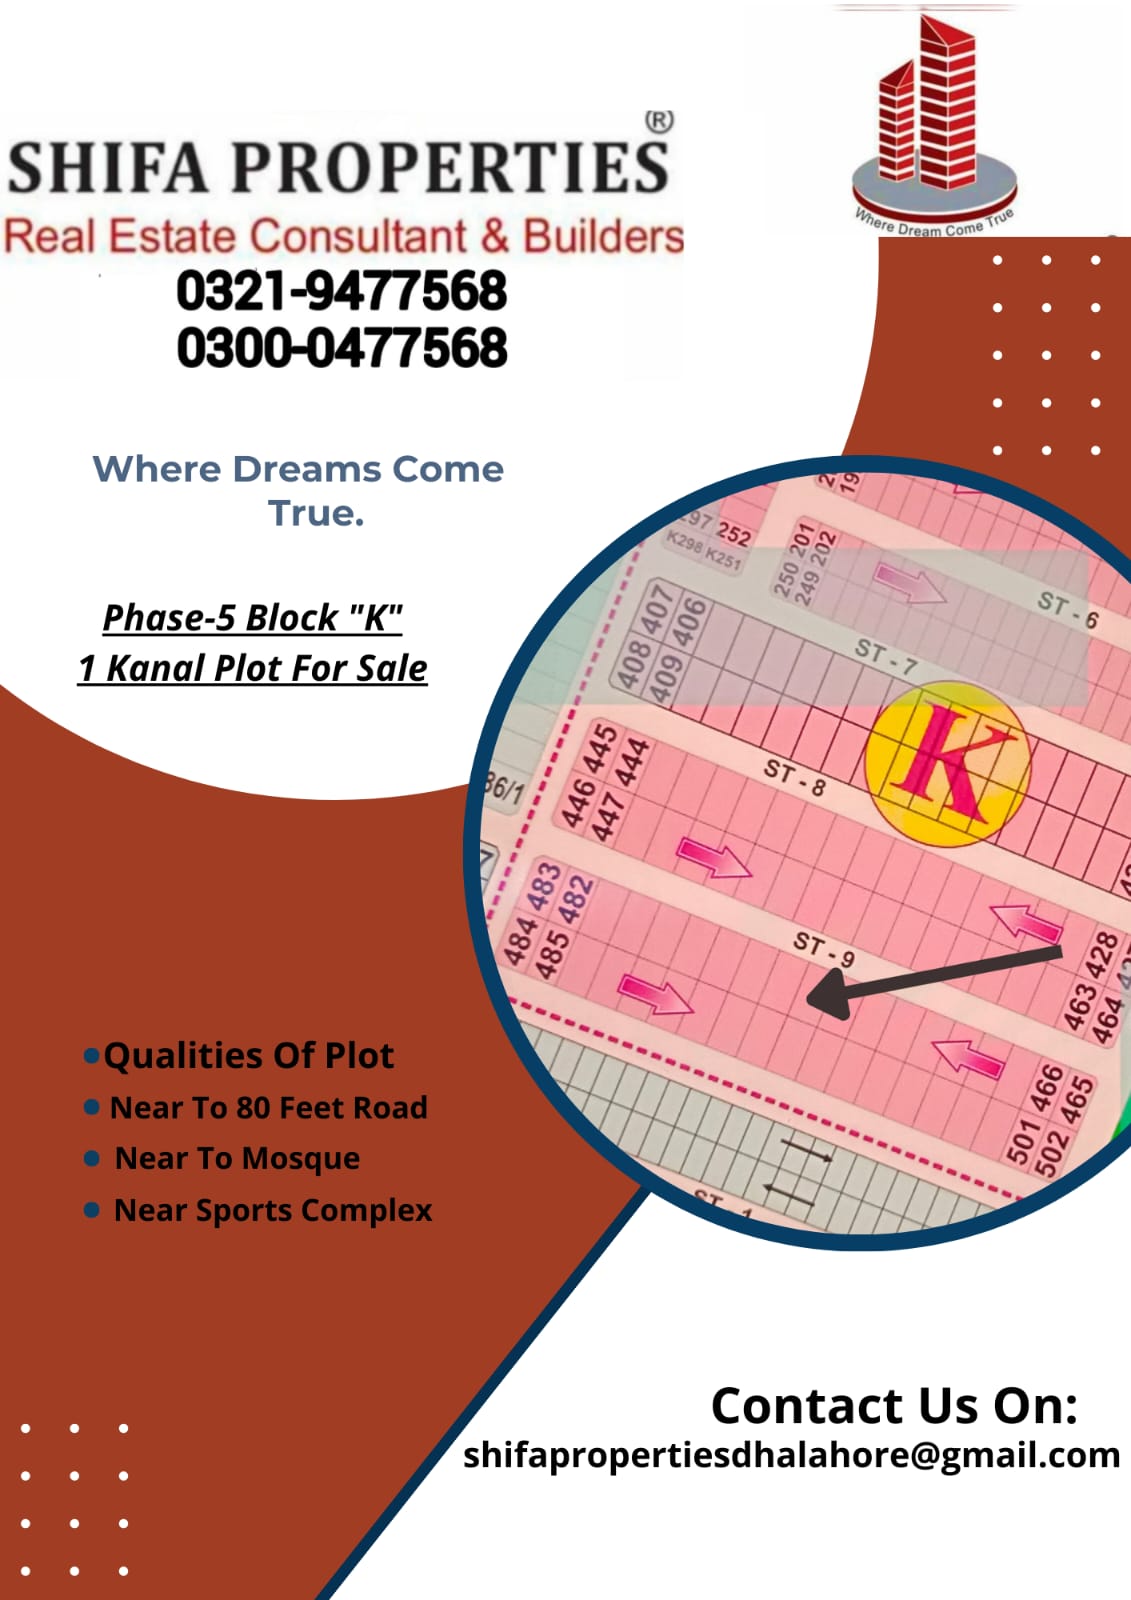 SHIFA PROPERTIES®
Real Estate Consultant & Builders
0321-9477568
0300-0477568
Where Dream Come True
Where Dreams Come
True.
Phase-5 Block "K"
1 Kanal Plot For Sale
252
K298 K251
250 201
249 202
ST - 6
408 407
409 406
ST - 7
K
446 445
447 444
ST - 8
86/1
484 483
485 482
ST - 9
463 428
464
501 466
502 465
ST - 1
•Qualities Of Plot
• Near To 80 Feet Road
• Near To Mosque
• Near Sports Complex
Contact Us On:
shifapropertiesdhalahore@gmail.com